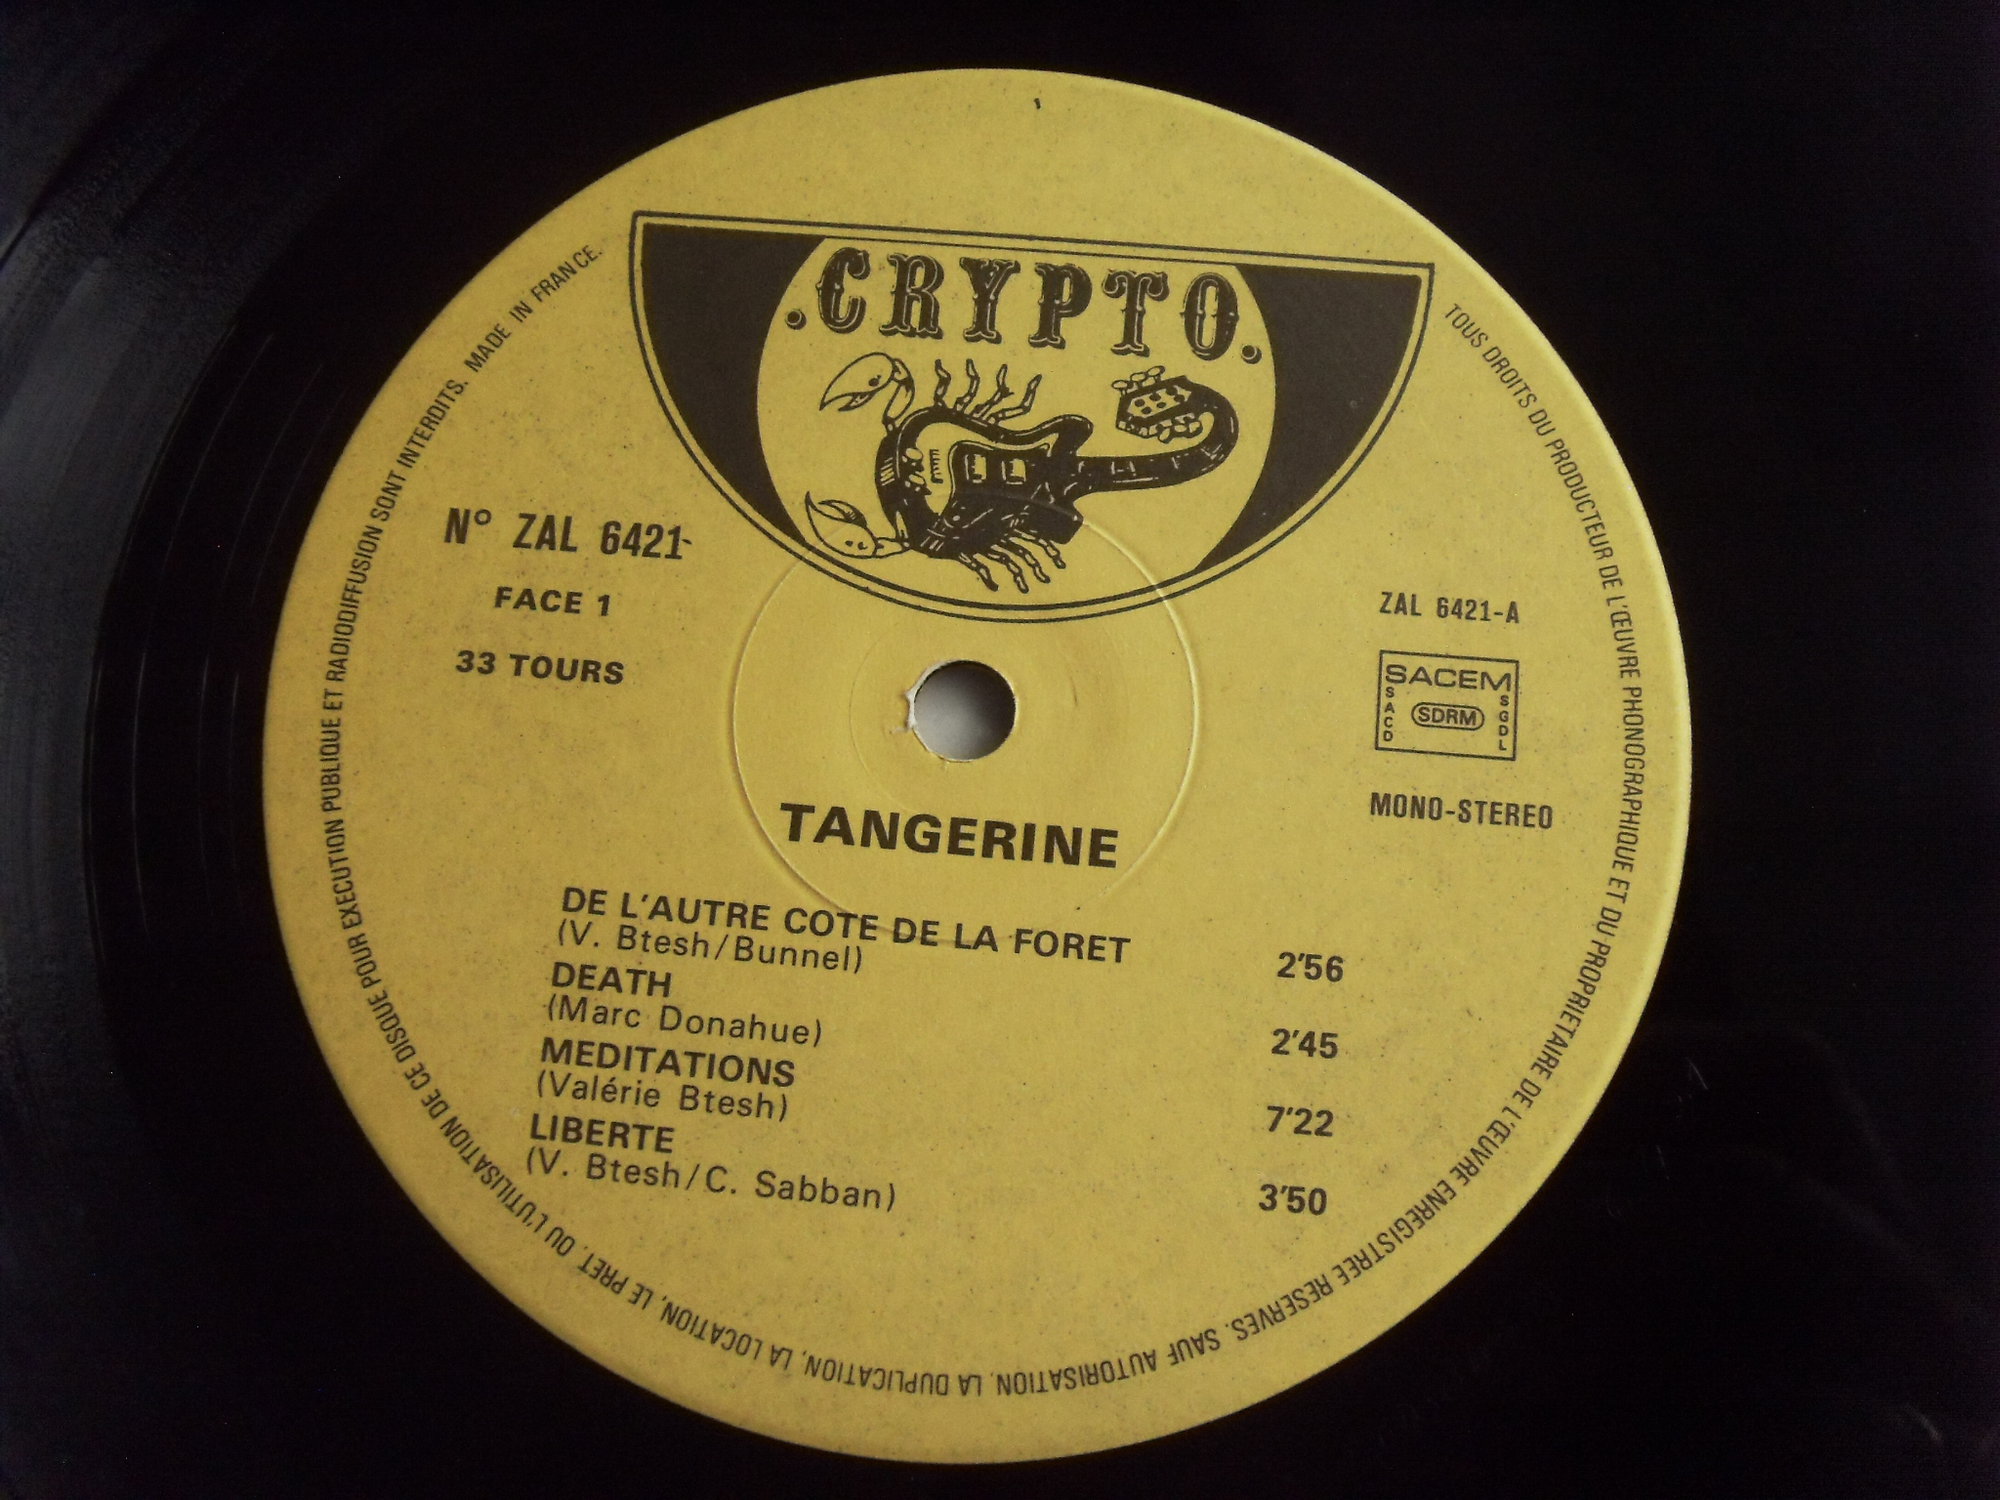 .CRYPTO.
N° ZAL 6421
FACE 1
33 TOURS
ZAL 6421-A
SACEM
SACD
SDRM
SGDL
MONO-STEREO
TANGERINE
DE L'AUTRE COTE DE LA FORET
(V. Btesh/Bunnel) 2'56
DEATH
(Marc Donahue) 2'45
MEDITATIONS
(Valérie Btesh) 7'22
LIBERTE
(V. Btesh/C. Sabban) 3'50
TOUS DROITS DU PRODUCTEUR DE L'ŒUVRE PHONOGRAPHIQUE ET DU PROPRIETAIRE DE L'ŒUVRE ENREGISTREE RESERVES. SAUF AUTORISATION, LA DUPLICATION, LA LOCATION, LE PRET, OU L'UTILISATION DE CE DISQUE POUR EXECUTION PUBLIQUE ET RADIODIFFUSION SONT INTERDITS. MADE IN FRANCE.